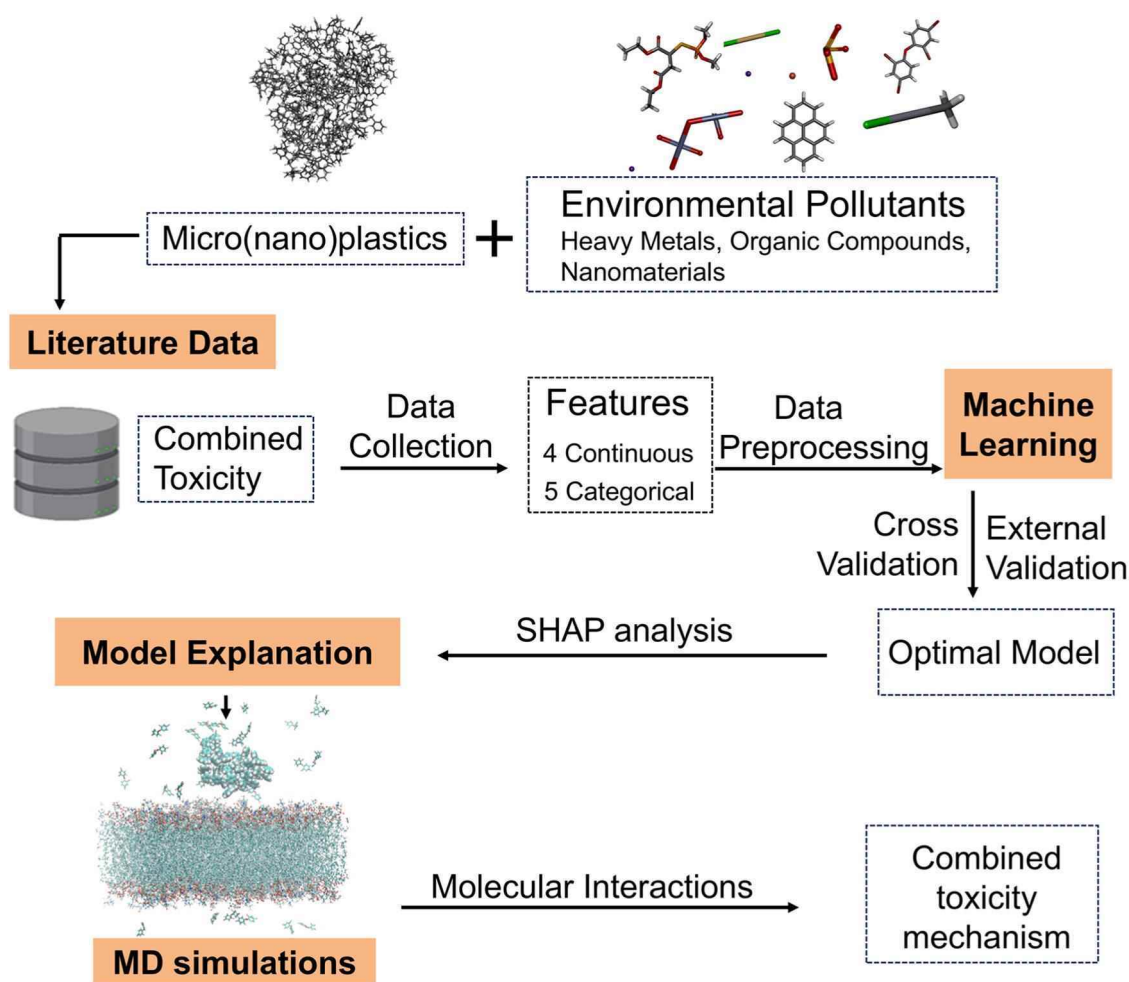 Micro(nano)plastics
+
Environmental Pollutants
Heavy Metals, Organic Compounds,
Nanomaterials
Literature Data
Combined
Toxicity
Data
Collection
Features
4 Continuous
5 Categorical
Data
Preprocessing
Machine
Learning
Cross
Validation
External
Validation
Optimal Model
SHAP analysis
Model Explanation
MD simulations
Molecular Interactions
Combined
toxicity
mechanism